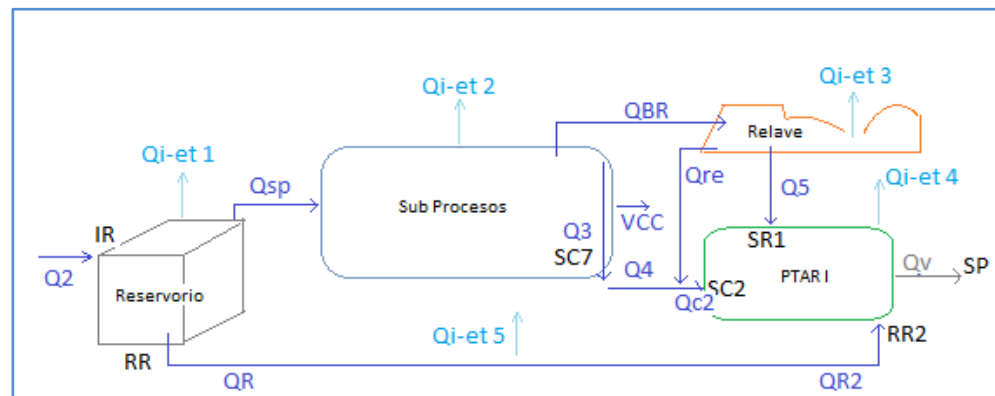 Qi-et 3
Qi-et 2
QBR
Relave
Qi-et 1
Qsp
Qre
Q5
Qi-et 4
Sub Procesos
VCC
IR
Q3
SR1
SC7
Qv
SP
Q2
Q4
SC2
PTAR I
Reservorio
Qc2
Qi-et 5
RR2
RR
QR
QR2